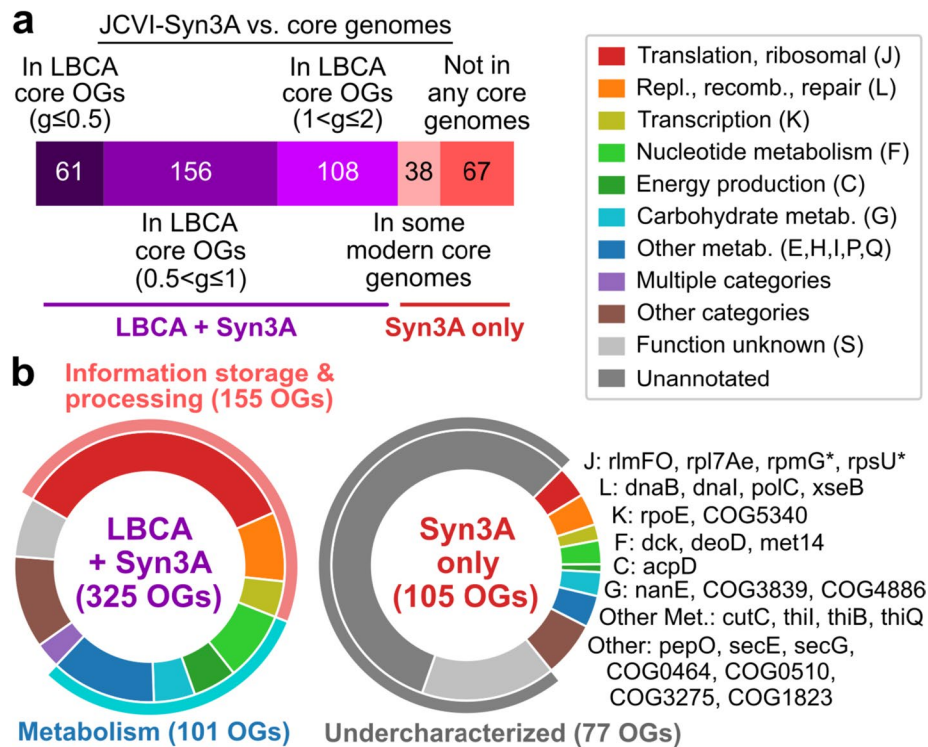 a
JCVI-Syn3A vs. core genomes
In LBCA
core OGs
(g≤0.5)
In LBCA
core OGs
(1<g≤2)
Not in
any core
genomes
61
156
108
38
67
In LBCA
core OGs
(0.5<g≤1)
In some
modern core
genomes
LBCA + Syn3A
Syn3A only
Translation, ribosomal (J)
Repl., recomb., repair (L)
Transcription (K)
Nucleotide metabolism (F)
Energy production (C)
Carbohydrate metab. (G)
Other metab. (E,H,I,P,Q)
Multiple categories
Other categories
Function unknown (S)
Unannotated
b
Information storage &
processing (155 OGs)
LBCA
+ Syn3A
(325 OGs)
Metabolism (101 OGs)
Syn3A
only
(105 OGs)
Undercharacterized (77 OGs)
J: rlmFO, rpl7Ae, rpmG*, rpsU*
L: dnaB, dnaI, polC, xseB
K: rpoE, COG5340
F: dck, deoD, met14
C: acpD
G: nanE, COG3839, COG4886
Other Met.: cutC, thiI, thiB, thiQ
Other: pepO, secE, secG,
COG0464, COG0510,
COG3275, COG1823